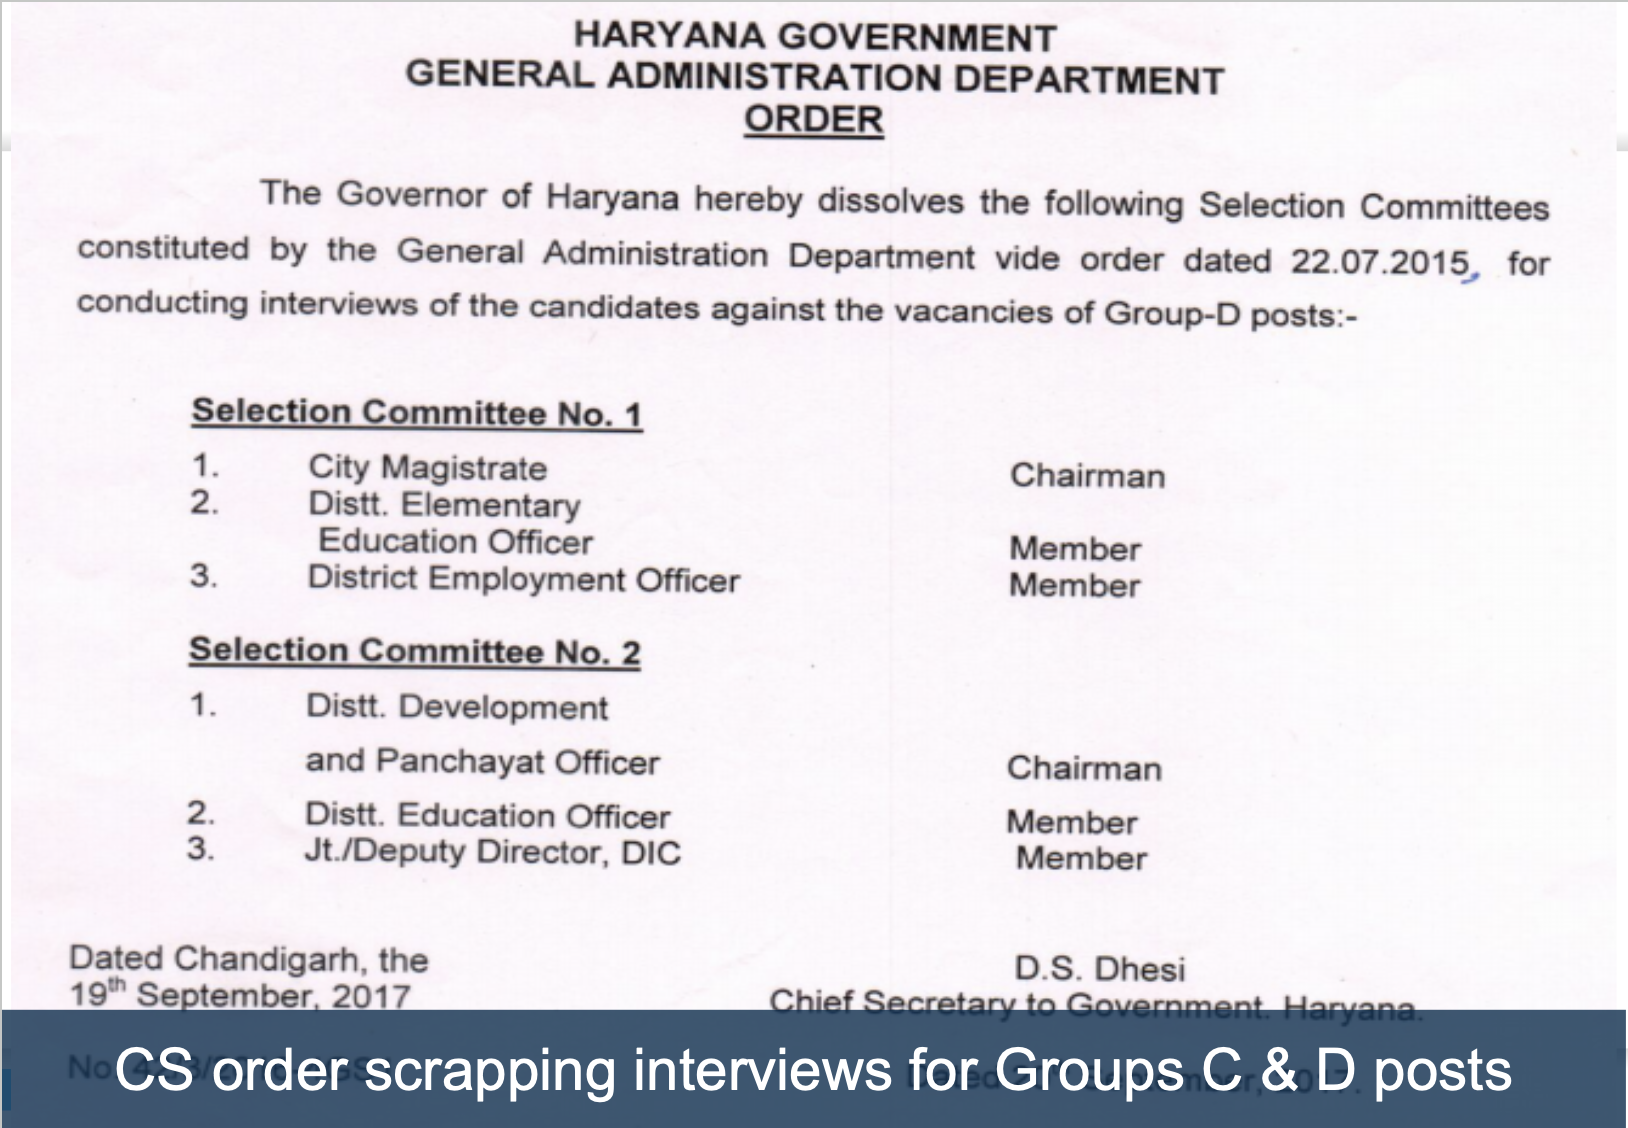 HARYANA GOVERNMENT
GENERAL ADMINISTRATION DEPARTMENT
ORDER
The Governor of Haryana hereby dissolves the following Selection Committees
constituted by the General Administration Department vide order dated 22.07.2015, for
conducting interviews of the candidates against the vacancies of Group-D posts:-
Selection Committee No. 1
1. City Magistrate Chairman
2. Distt. Elementary
Education Officer Member
3. District Employment Officer Member
Selection Committee No. 2
1. Distt. Development
and Panchayat Officer Chairman
2. Distt. Education Officer Member
3. Jt./Deputy Director, DIC Member
Dated Chandigarh, the D.S. Dhesi
19th September, 2017 Chief Secretary to Government. Haryana.
CS order scrapping interviews for Groups C & D posts